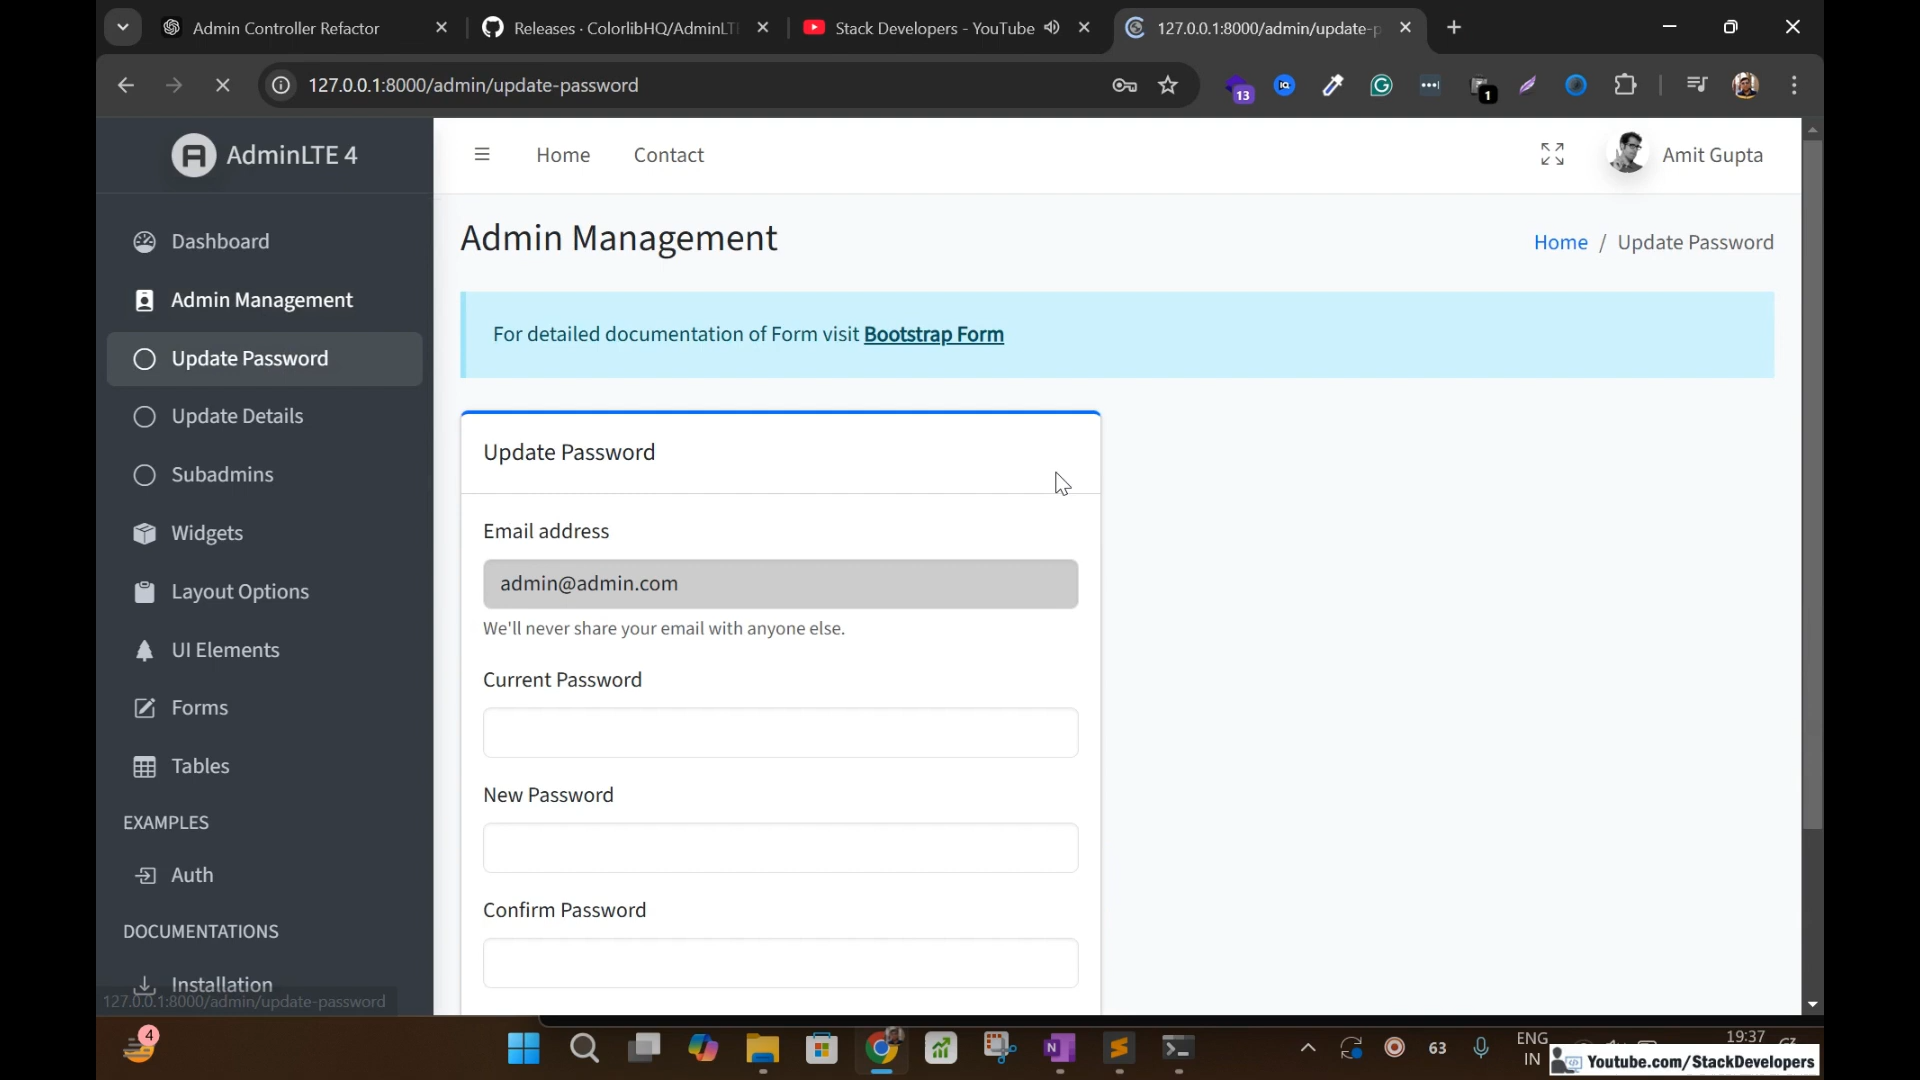 Admin Controller Refactor
Releases · ColorlibHQ/AdminLT
Stack Developers - YouTube
127.0.0.1:8000/admin/update-p
127.0.0.1:8000/admin/update-password
13
1
AdminLTE 4
Home
Contact
Amit Gupta
Dashboard
Admin Management
Update Password
Update Details
Subadmins
Widgets
Layout Options
UI Elements
Forms
Tables
EXAMPLES
Auth
DOCUMENTATIONS
Installation
127.0.0.1:8000/admin/update-password
Admin Management
Home / Update Password
For detailed documentation of Form visit Bootstrap Form
Update Password
Email address
admin@admin.com
We'll never share your email with anyone else.
Current Password
New Password
Confirm Password
4
63
ENG
IN
19:37
Youtube.com/StackDevelopers